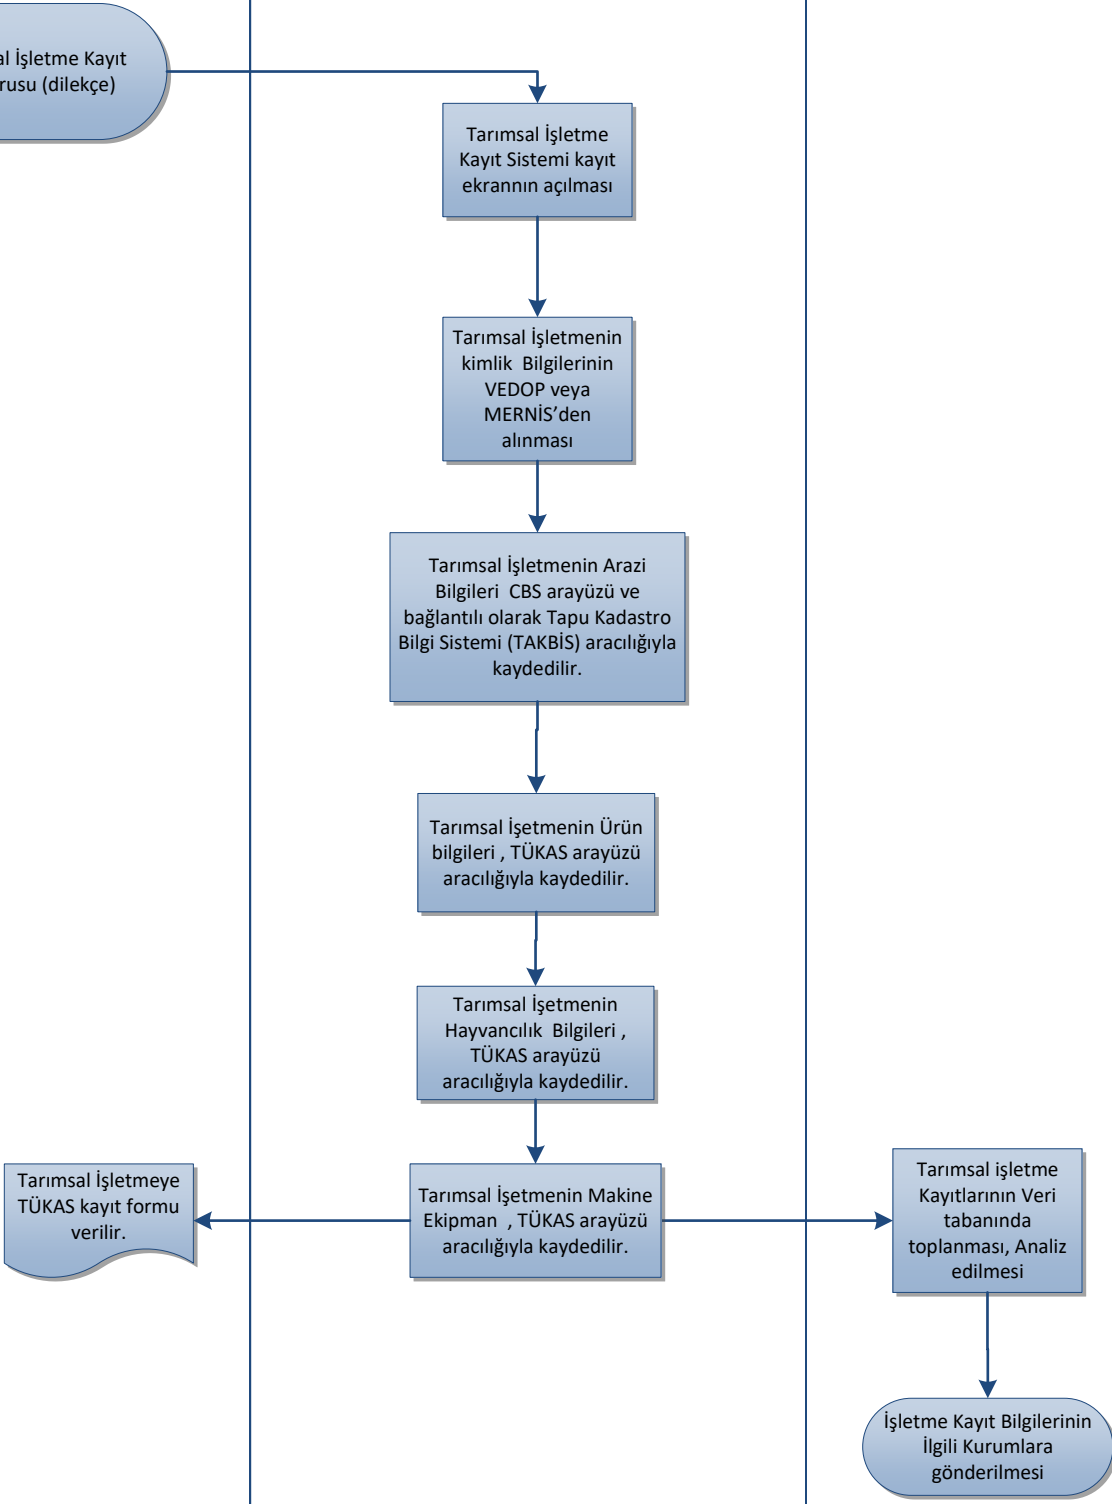 İşletme Kayıt
(dilekçe)
Tarımsal İşletme
Kayıt Sistemi kayıt
ekrannın açılması
Tarımsal İşletmenin
kimlik Bilgilerinin
VEDOP veya
MERNİS’den
alınması
Tarımsal İşletmenin Arazi
Bilgileri CBS arayüzü ve
bağlantılı olarak Tapu Kadastro
Bilgi Sistemi (TAKBİS) aracılığıyla
kaydedilir.
Tarımsal İşetmenin Ürün
bilgileri , TÜKAS arayüzü
aracılığıyla kaydedilir.
Tarımsal İşetmenin
Hayvancılık Bilgileri ,
TÜKAS arayüzü
aracılığıyla kaydedilir.
Tarımsal İşetmenin Makine
Ekipman , TÜKAS arayüzü
aracılığıyla kaydedilir.
Tarımsal İşletmeye
TÜKAS kayıt formu
verilir.
Tarımsal işletme
Kayıtlarının Veri
tabanında
toplanması, Analiz
edilmesi
İşletme Kayıt Bilgilerinin
İlgili Kurumlara
gönderilmesi